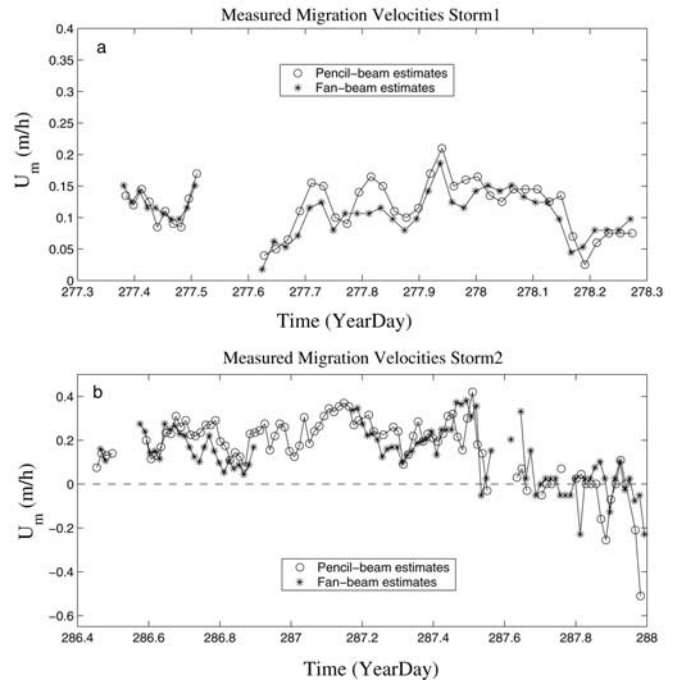 Measured Migration Velocities Storm1
a
Pencil-beam estimates
Fan-beam estimates
U_m (m/h)
0.4
0.35
0.3
0.25
0.2
0.15
0.1
0.05
0
277.3 277.4 277.5 277.6 277.7 277.8 277.9 278 278.1 278.2 278.3
Time (YearDay)
Measured Migration Velocities Storm2
b
U_m (m/h)
0.4
0.2
0
−0.2
−0.4
−0.6
Pencil-beam estimates
Fan-beam estimates
286.4 286.6 286.8 287 287.2 287.4 287.6 287.8 288
Time (YearDay)